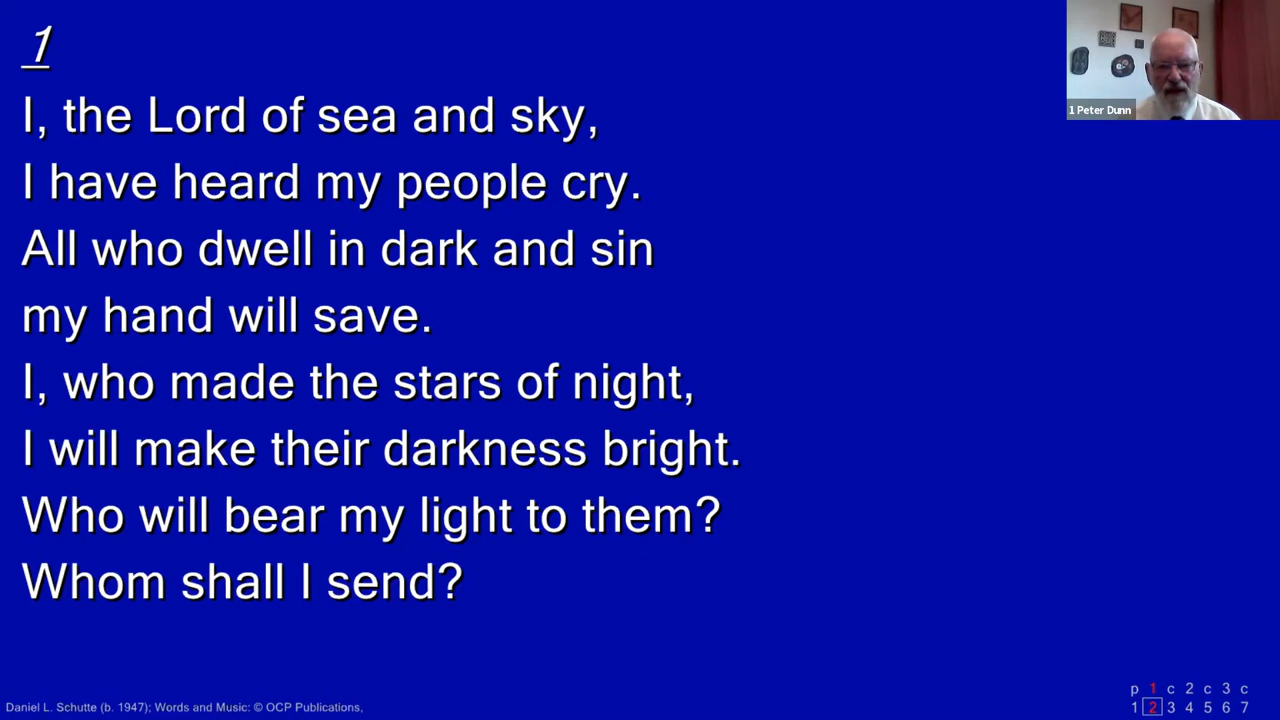 1
I, the Lord of sea and sky,
I have heard my people cry.
All who dwell in dark and sin
my hand will save.
I, who made the stars of night,
I will make their darkness bright.
Who will bear my light to them?
Whom shall I send?
1 Peter Dunn
Daniel L. Schutte (b. 1947); Words and Music: © OCP Publications,
p 1 c 2 c 3 c
1 2 3 4 5 6 7